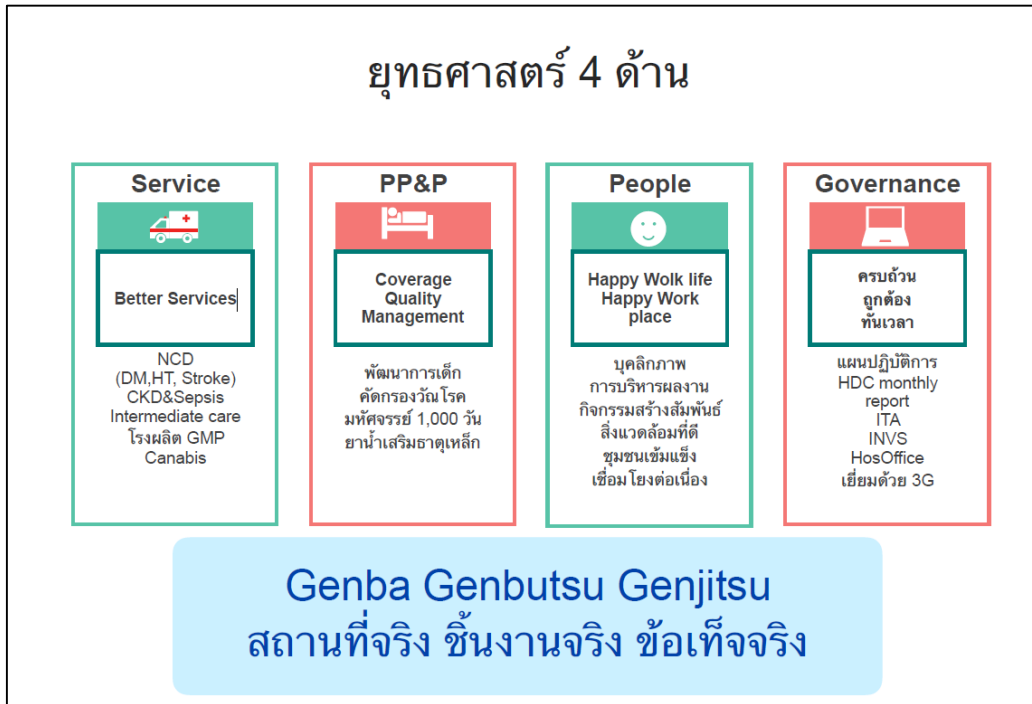 ยุทธศาสตร์ 4 ด้าน
Service
Better Services
NCD
(DM,HT, Stroke)
CKD&Sepsis
Intermediate care
โรงผลิต GMP
Canabis
PP&P
Coverage
Quality
Management
พัฒนาการเด็ก
คัดกรองวัณโรค
มหัศจรรย์ 1,000 วัน
ยาน้ำเสริมธาตุเหล็ก
People
Happy Wolk life
Happy Work
place
บุคลิกภาพ
การบริหารผลงาน
กิจกรรมสร้างสัมพันธ์
สิ่งแวดล้อมที่ดี
ชุมชนเข้มแข็ง
เชื่อมโยงต่อเนื่อง
Governance
ครบถ้วน
ถูกต้อง
ทันเวลา
แผนปฏิบัติการ
HDC monthly
report
ITA
INVS
HosOffice
เยี่ยมด้วย 3G
Genba Genbutsu Genjitsu
สถานที่จริง ชิ้นงานจริง ข้อเท็จจริง